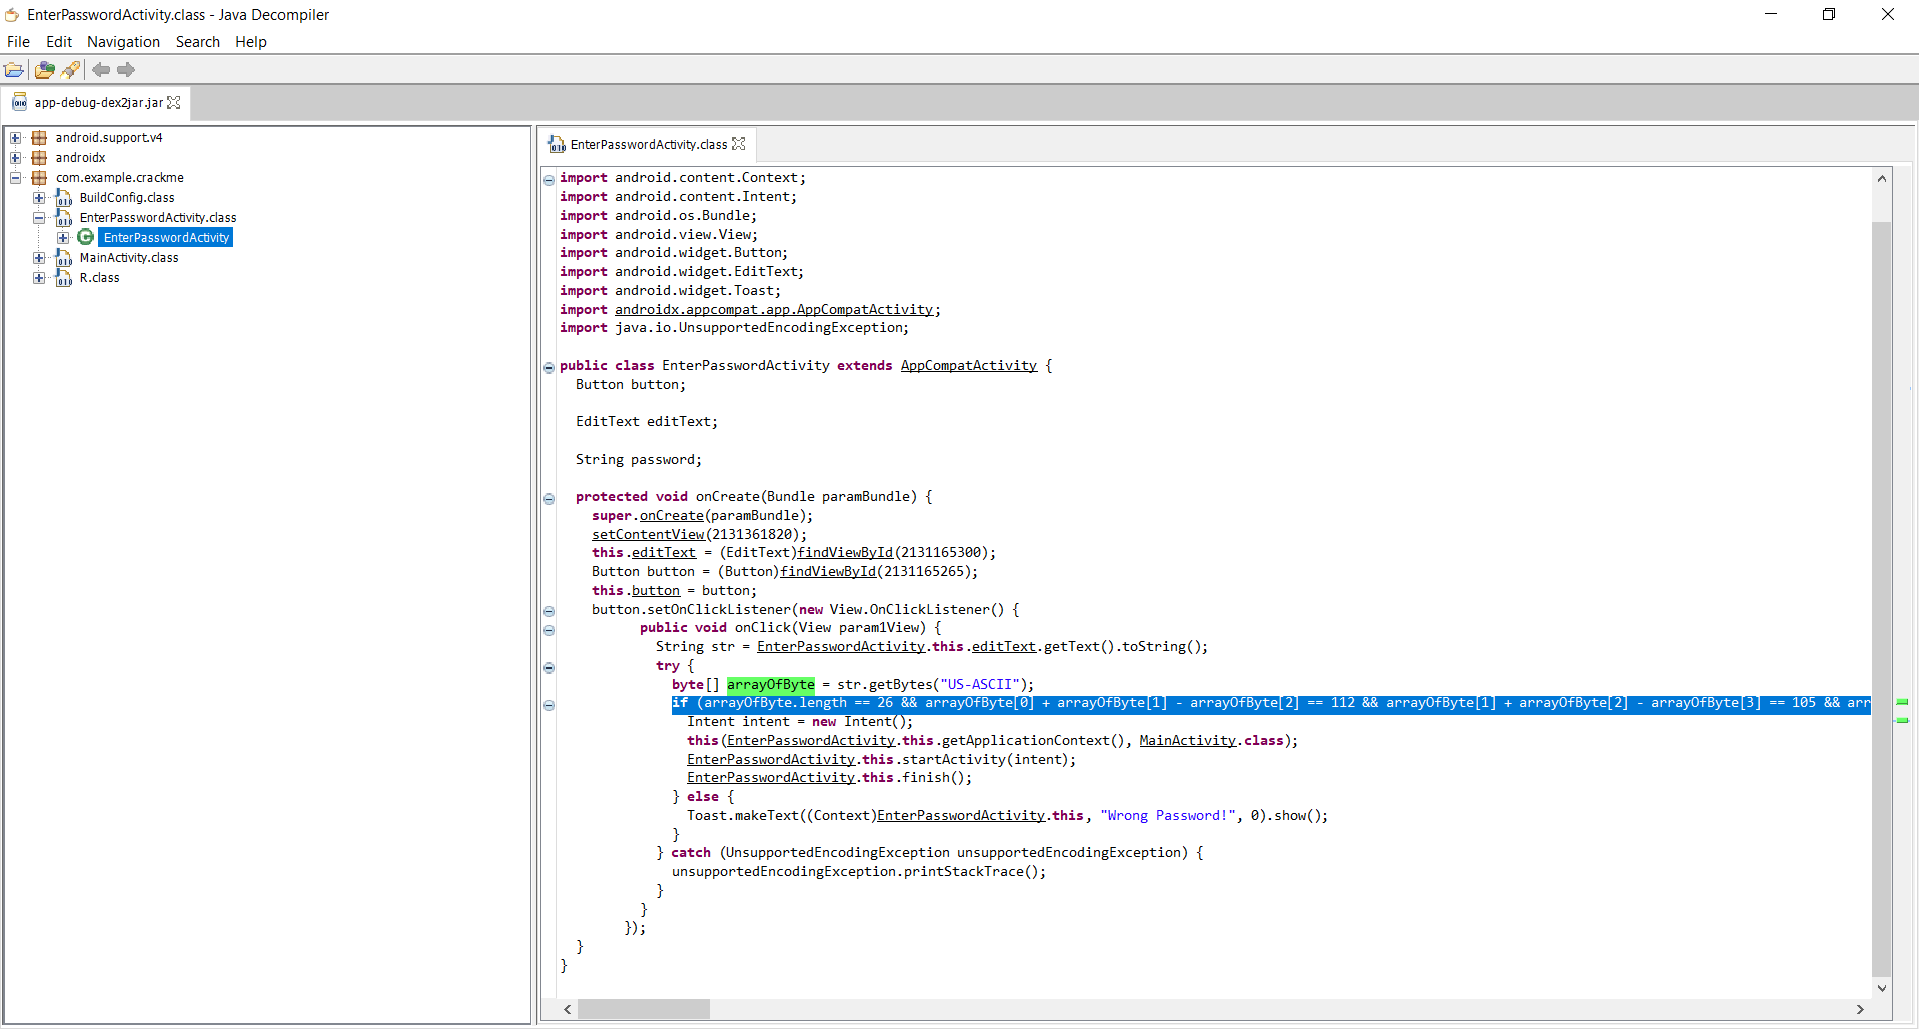 EnterPasswordActivity.class - Java Decompiler
File Edit Navigation Search Help
app-debug-dex2jar.jar
android.support.v4
androidx
com.example.crackme
BuildConfig.class
EnterPasswordActivity.class
EnterPasswordActivity
MainActivity.class
R.class
EnterPasswordActivity.class
import android.content.Context;
import android.content.Intent;
import android.os.Bundle;
import android.view.View;
import android.widget.Button;
import android.widget.EditText;
import android.widget.Toast;
import androidx.appcompat.app.AppCompatActivity;
import java.io.UnsupportedEncodingException;
public class EnterPasswordActivity extends AppCompatActivity {
Button button;
EditText editText;
String password;
protected void onCreate(Bundle paramBundle) {
super.onCreate(paramBundle);
setContentView(2131361820);
this.editText = (EditText)findViewById(2131165300);
Button button = (Button)findViewById(2131165265);
this.button = button;
button.setOnClickListener(new View.OnClickListener() {
public void onClick(View param1View) {
String str = EnterPasswordActivity.this.editText.getText().toString();
try {
byte[] arrayOfByte = str.getBytes("US-ASCII");
if (arrayOfByte.length == 26 && arrayOfByte[0] + arrayOfByte[1] - arrayOfByte[2] == 112 && arrayOfByte[1] + arrayOfByte[2] - arrayOfByte[3] == 105 && arr
Intent intent = new Intent();
this(EnterPasswordActivity.this.getApplicationContext(), MainActivity.class);
EnterPasswordActivity.this.startActivity(intent);
EnterPasswordActivity.this.finish();
} else {
Toast.makeText((Context)EnterPasswordActivity.this, "Wrong Password!", 0).show();
}
} catch (UnsupportedEncodingException unsupportedEncodingException) {
unsupportedEncodingException.printStackTrace();
}
}
});
}
}